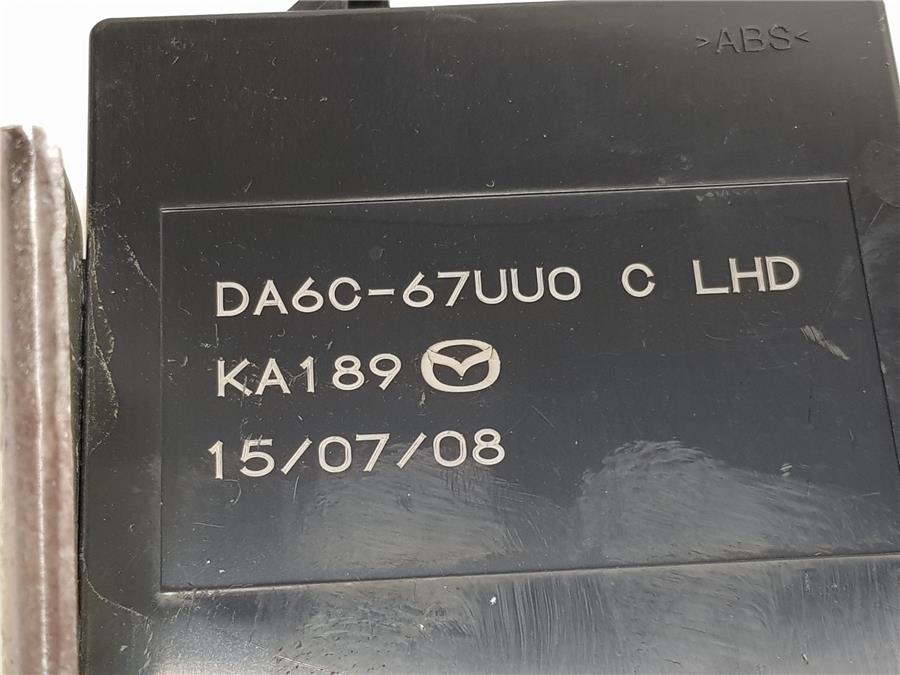 >ABS<
DA6C-67UU0 C LHD
KA189
15/07/08